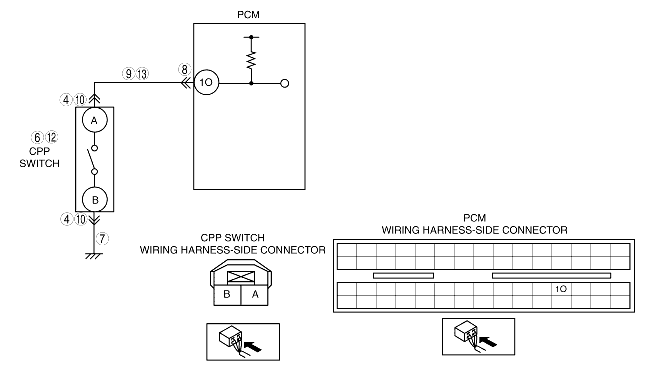 PCM
9 13
8
1O
4 10
A
6 12
CPP
SWITCH
B
4 10
7
CPP SWITCH
WIRING HARNESS-SIDE CONNECTOR
B A
PCM
WIRING HARNESS-SIDE CONNECTOR
1O